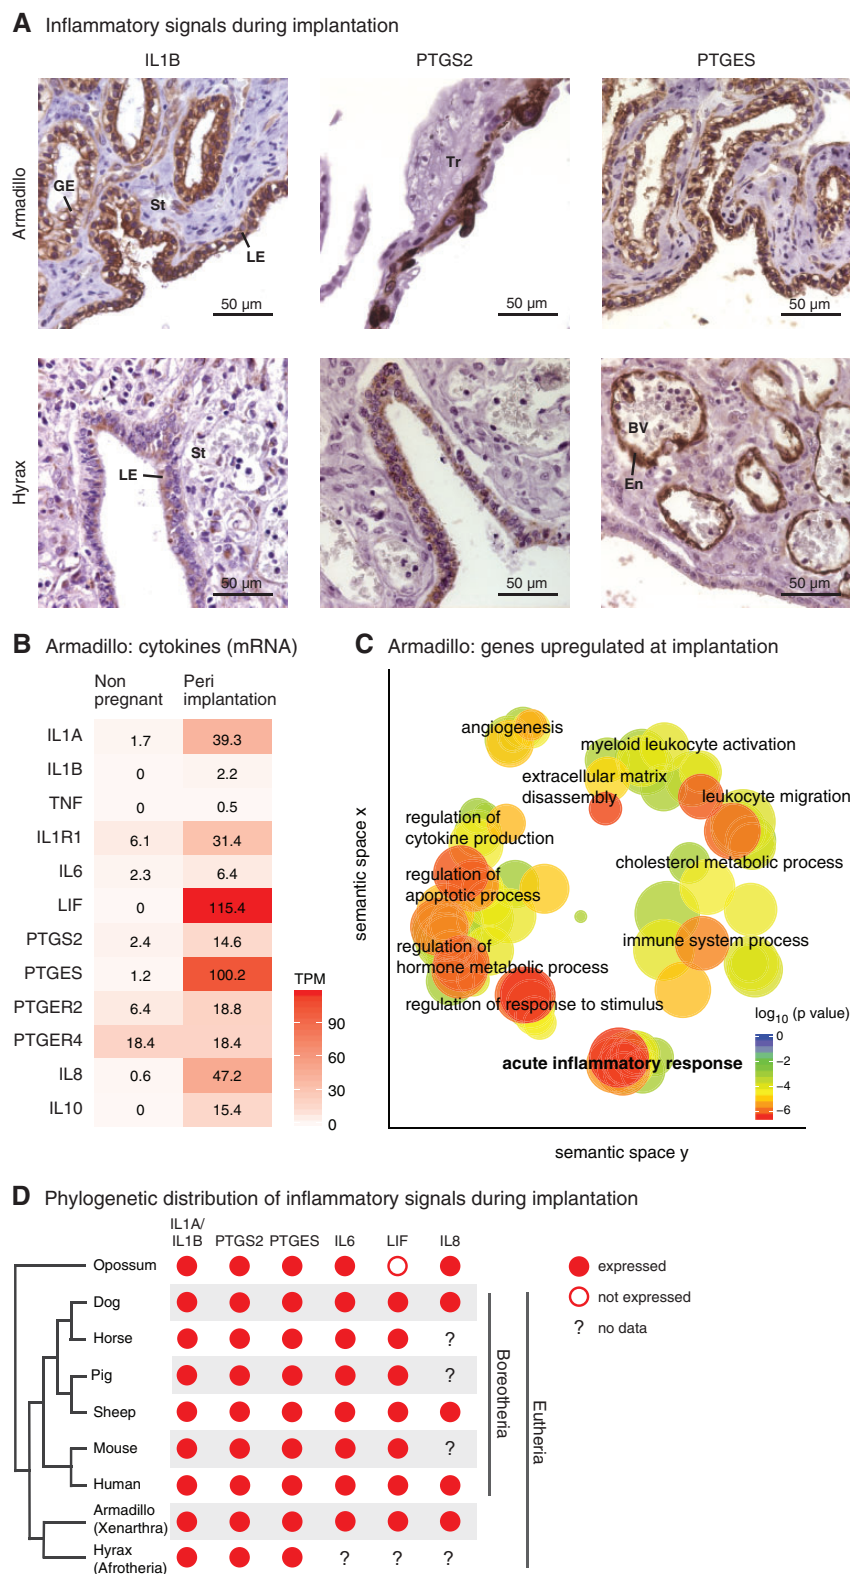 A Inflammatory signals during implantation
IL1B PTGS2 PTGES
Armadillo
GE
St
LE
50 µm
Tr
50 µm
50 µm
Hyrax
St
LE
50 µm
50 µm
BV
En
50 µm
B Armadillo: cytokines (mRNA)
Non pregnant
Peri implantation
IL1A 1.7 39.3
IL1B 0 2.2
TNF 0 0.5
IL1R1 6.1 31.4
IL6 2.3 6.4
LIF 0 115.4
PTGS2 2.4 14.6
PTGES 1.2 100.2
PTGER2 6.4 18.8
PTGER4 18.4 18.4
IL8 0.6 47.2
IL10 0 15.4
TPM
90
60
30
0
C Armadillo: genes upregulated at implantation
semantic space x
angiogenesis
myeloid leukocyte activation
extracellular matrix
disassembly
leukocyte migration
regulation of
cytokine production
cholesterol metabolic process
regulation of
apoptotic process
immune system process
regulation of
hormone metabolic process
regulation of response to stimulus
acute inflammatory response
log10 (p value)
0
−2
−4
−6
semantic space y
D Phylogenetic distribution of inflammatory signals during implantation
IL1A/
IL1B PTGS2 PTGES IL6 LIF IL8
Opossum
Dog
Horse ?
Pig ?
Sheep
Mouse ?
Human
Armadillo
(Xenarthra)
Hyrax ? ? ?
(Afrotheria)
Boreotheria
Eutheria
expressed
not expressed
? no data